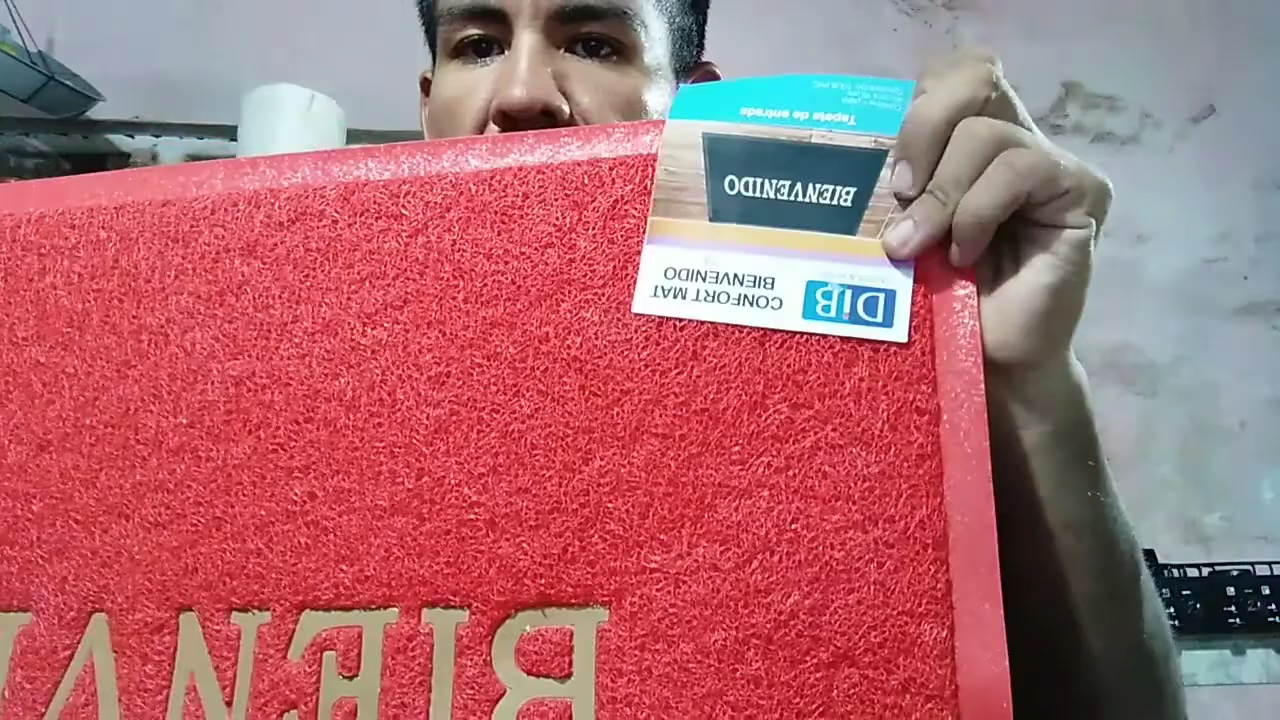 DIB
CONFORT MAT
BIENVENIDO
BIENVENIDO
Tapete de entrada
BIENV